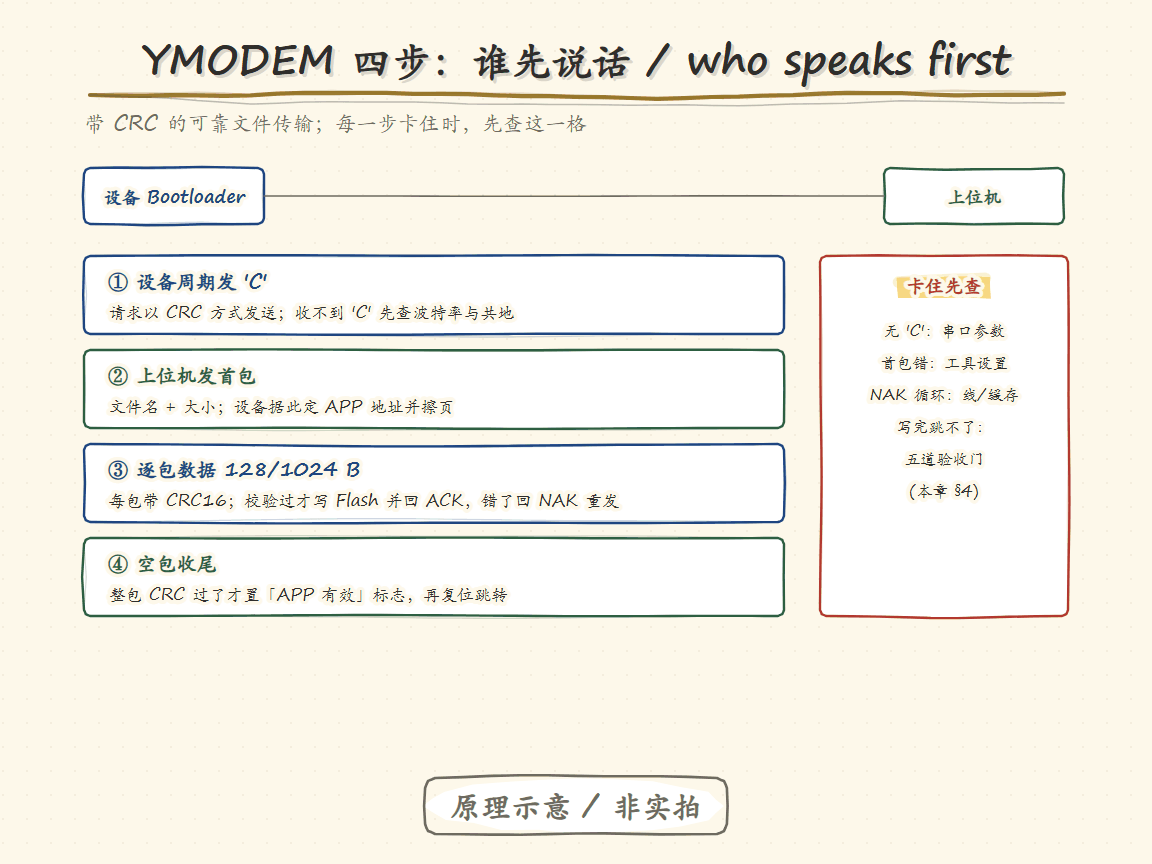 YMODEM 四步：谁先说话 / who speaks first
带 CRC 的可靠文件传输；每一步卡住时，先查这一格
设备 Bootloader
上位机
① 设备周期发 'C'
请求以 CRC 方式发送；收不到 'C' 先查波特率与共地
② 上位机发首包
文件名 + 大小；设备据此定 APP 地址并擦页
③ 逐包数据 128/1024 B
每包带 CRC16；校验过才写 Flash 并回 ACK，错了回 NAK 重发
④ 空包收尾
整包 CRC 过了才置「APP 有效」标志，再复位跳转
卡住先查
无 'C'：串口参数
首包错：工具设置
NAK 循环：线/缓存
写完跳不了：
五道验收门
(本章 §4)
原理示意 / 非实拍